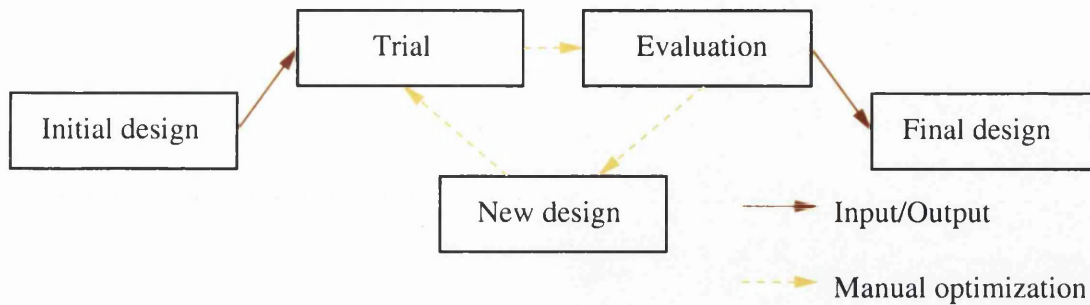 Trial
Evaluation
Initial design
Final design
New design
Input/Output
Manual optimization